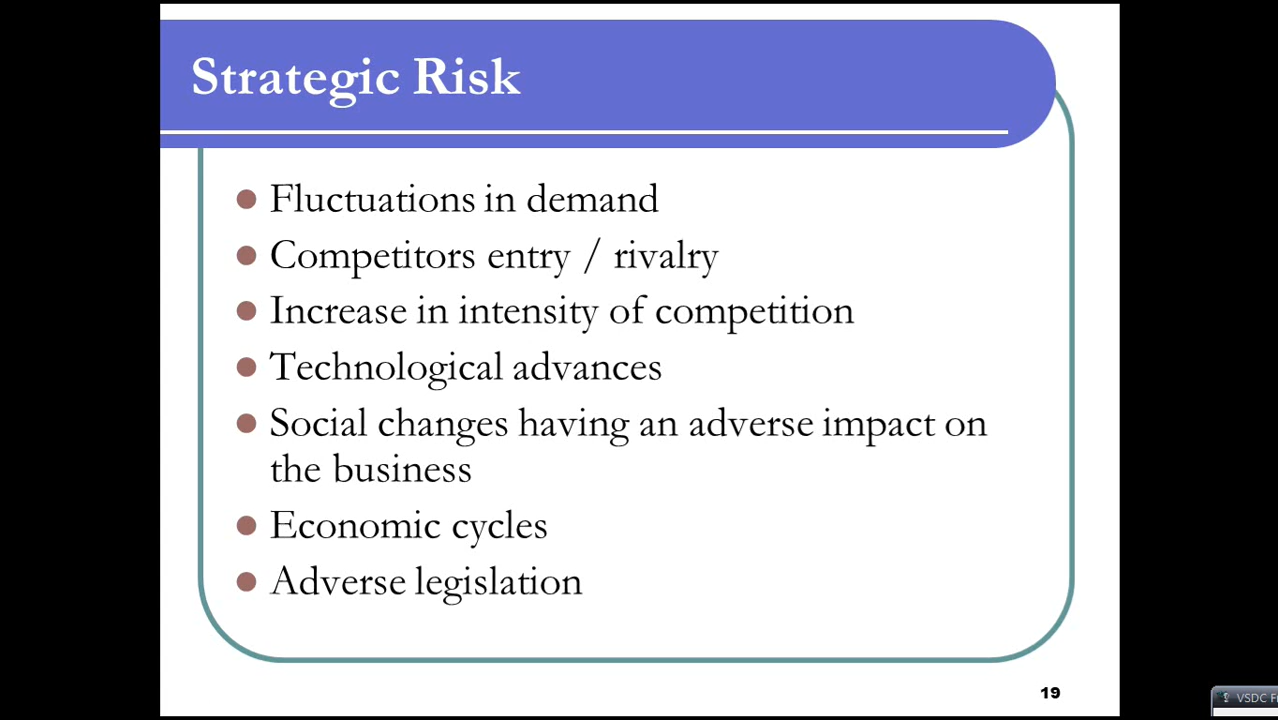 Strategic Risk
Fluctuations in demand
Competitors entry / rivalry
Increase in intensity of competition
Technological advances
Social changes having an adverse impact on
the business
Economic cycles
Adverse legislation
19
VSDC